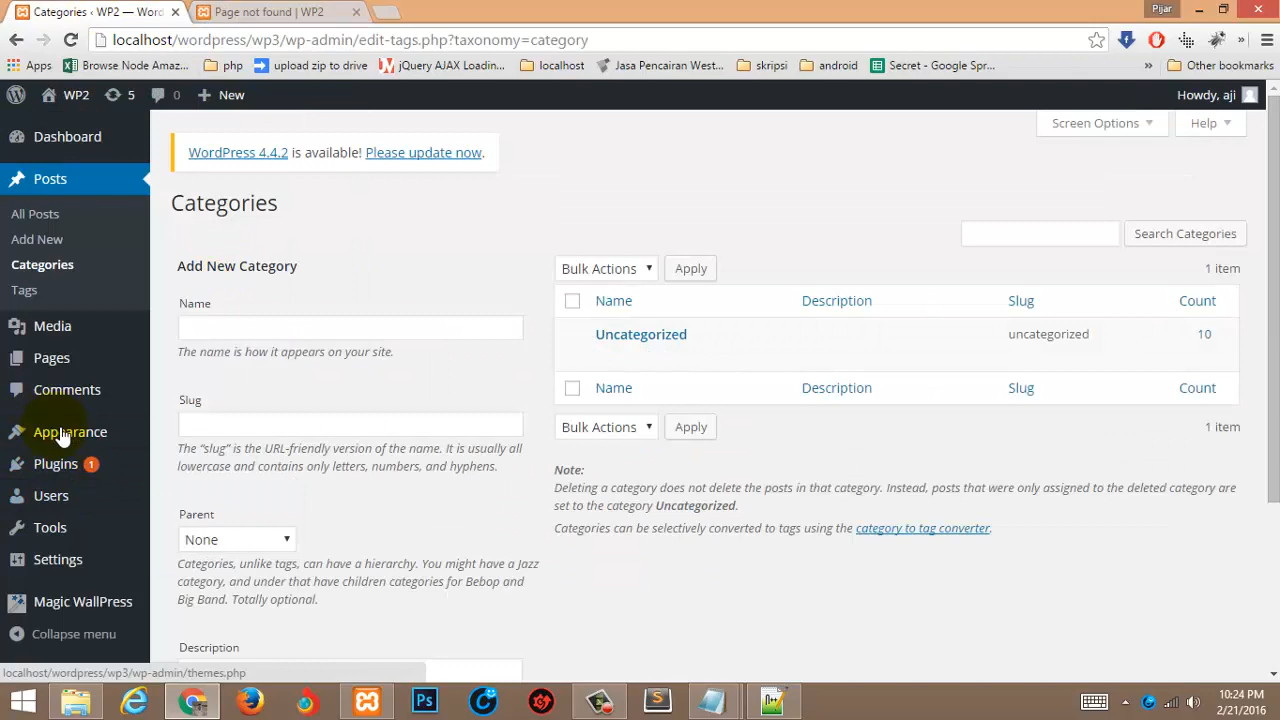 Categories ‹ WP2 — Word
Page not found | WP2
Pijar
localhost/wordpress/wp3/wp-admin/edit-tags.php?taxonomy=category
Apps
Browse Node Amaz...
php
upload zip to drive
jQuery AJAX Loadin...
localhost
Jasa Pencairan West...
skripsi
android
Secret - Google Spr...
»
Other bookmarks
WP2
5
0
New
Howdy, aji
Dashboard
Posts
All Posts
Add New
Categories
Tags
Media
Pages
Comments
Appearance
Plugins 1
Users
Tools
Settings
Magic WallPress
Collapse menu
Screen Options
Help
WordPress 4.4.2 is available! Please update now.
Categories
Search Categories
Add New Category
Name
The name is how it appears on your site.
Slug
The “slug” is the URL-friendly version of the name. It is usually all
lowercase and contains only letters, numbers, and hyphens.
Parent
None
Categories, unlike tags, can have a hierarchy. You might have a Jazz
category, and under that have children categories for Bebop and
Big Band. Totally optional.
Description
Bulk Actions
Apply
1 item
Name Description Slug Count
Uncategorized uncategorized 10
Name Description Slug Count
Bulk Actions
Apply
1 item
Note:
Deleting a category does not delete the posts in that category. Instead, posts that were only assigned to the deleted category are
set to the category Uncategorized.
Categories can be selectively converted to tags using the category to tag converter.
localhost/wordpress/wp3/wp-admin/themes.php
Ps
S
10:24 PM
2/21/2016